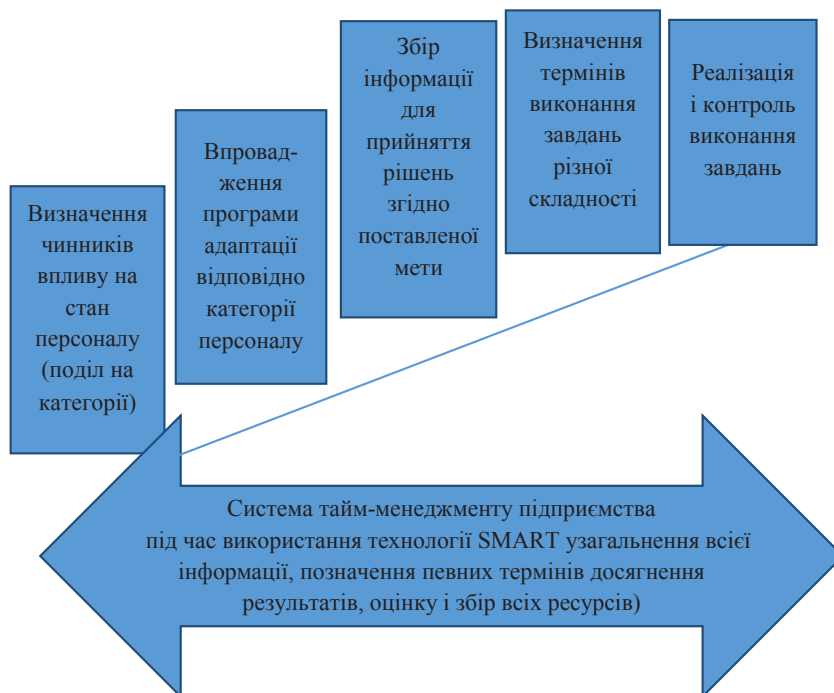 Визначення
чинників
впливу на
стан
персоналу
(поділ на
категорії)
Впровад-
ження
програми
адаптації
відповідно
категорії
персоналу
Збір
інформації
для
прийняття
рішень
згідно
поставленої
мети
Визначення
термінів
виконання
завдань
різної
складності
Реалізація
і контроль
виконання
завдань
Система тайм-менеджменту підприємства
під час використання технології SMART узагальнення всієї
інформації, позначення певних термінів досягнення
результатів, оцінку і збір всіх ресурсів)